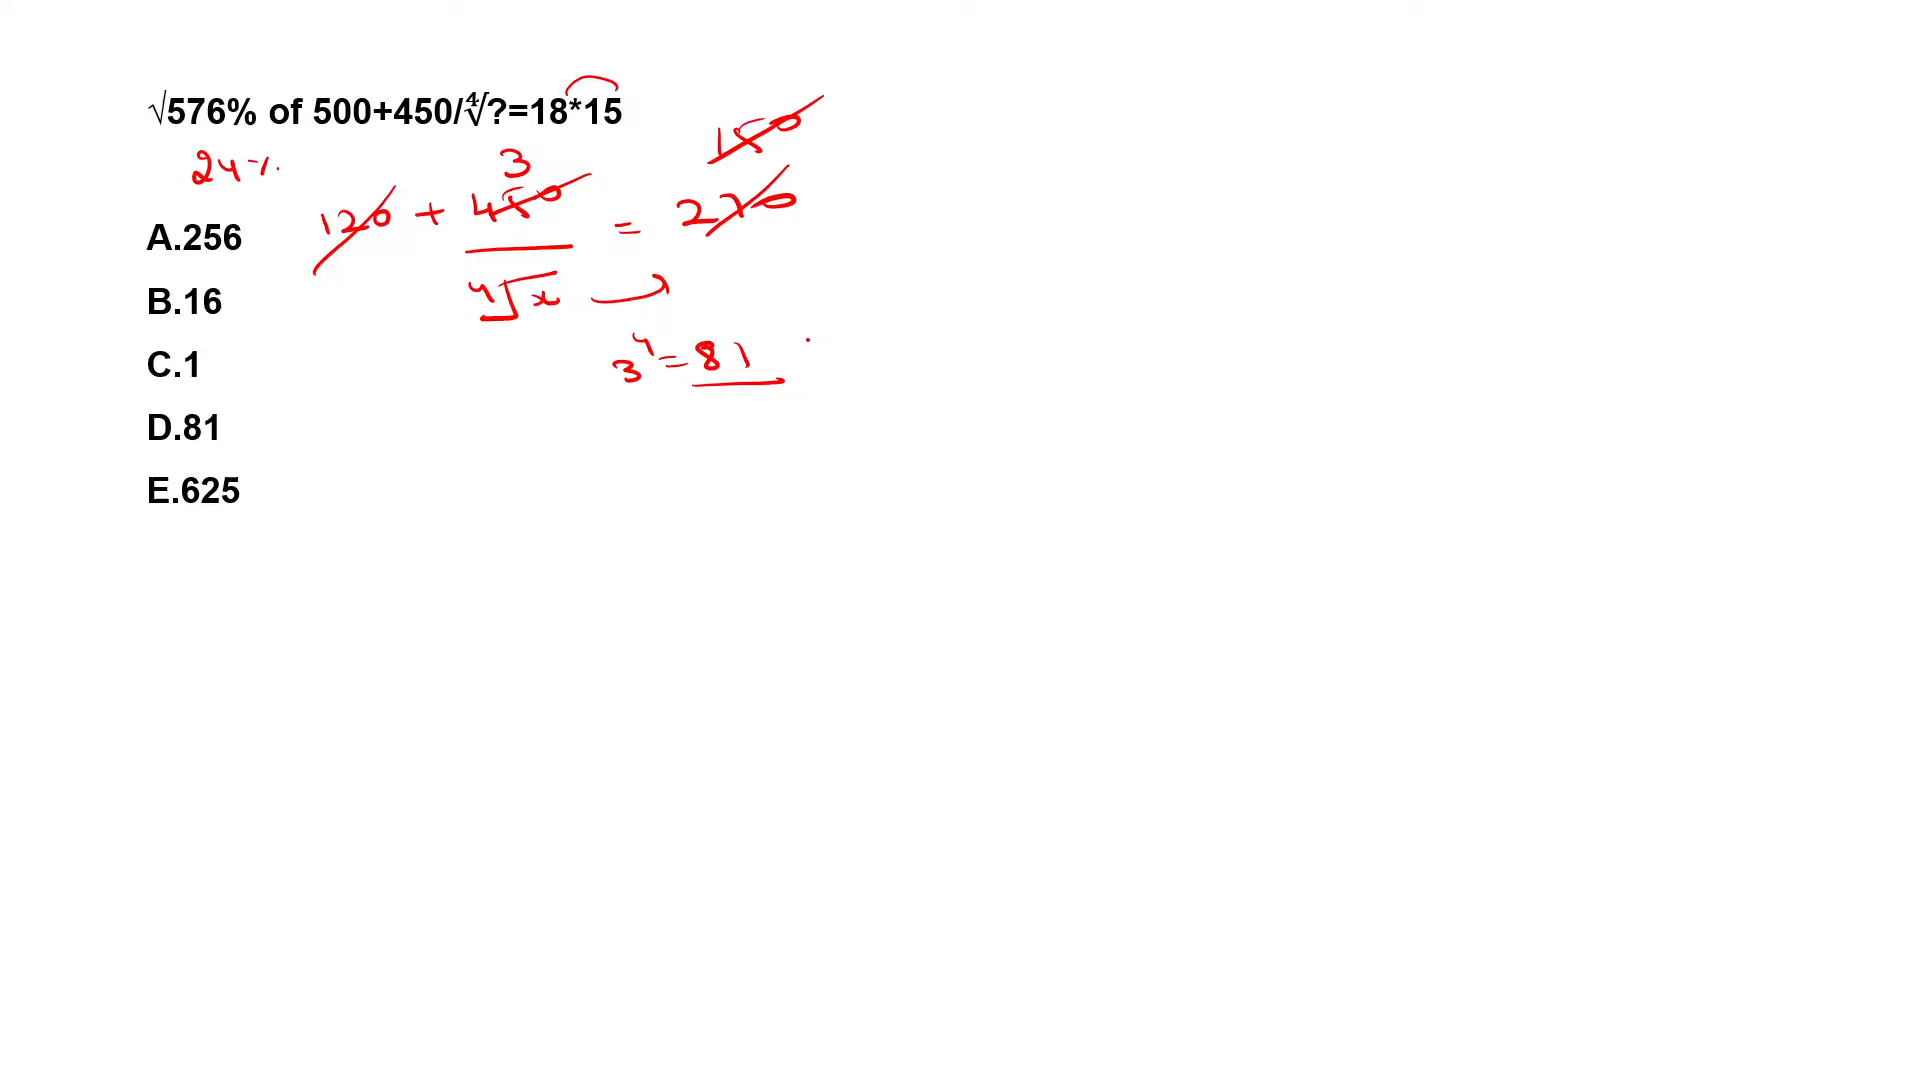 √576% of 500+450/∜?=18*15
150
24%
3
120 + 450 = 270
A.256
∜x
B.16
3⁴=81
C.1
D.81
E.625